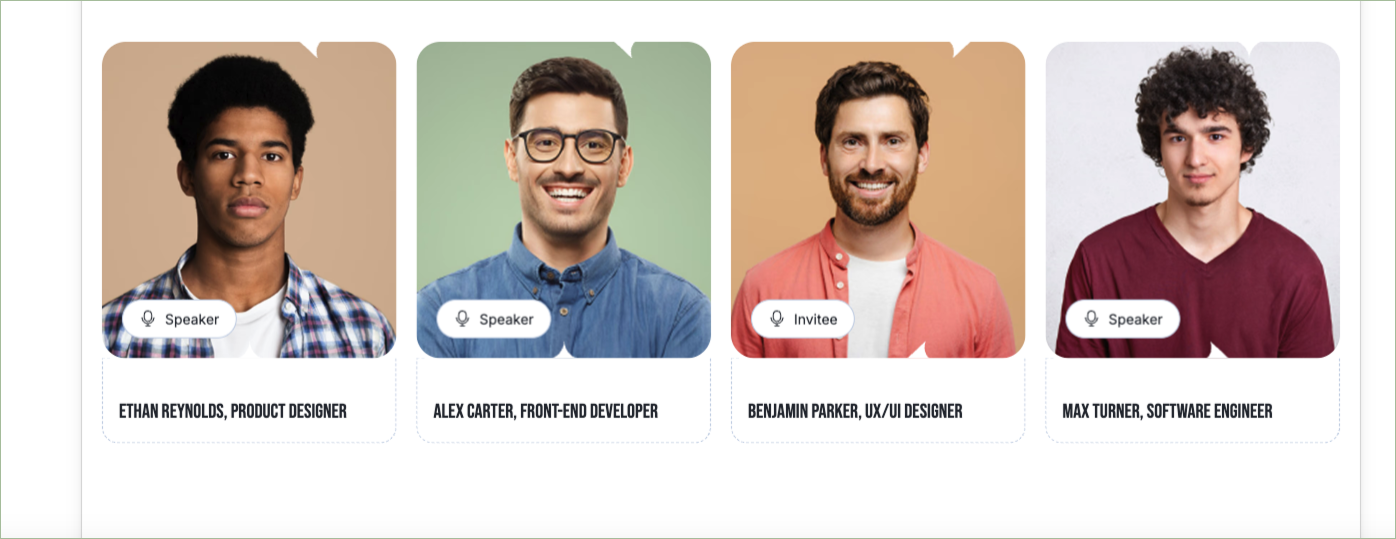 Speaker
Speaker
Invitee
Speaker
ETHAN REYNOLDS, PRODUCT DESIGNER
ALEX CARTER, FRONT-END DEVELOPER
BENJAMIN PARKER, UX/UI DESIGNER
MAX TURNER, SOFTWARE ENGINEER